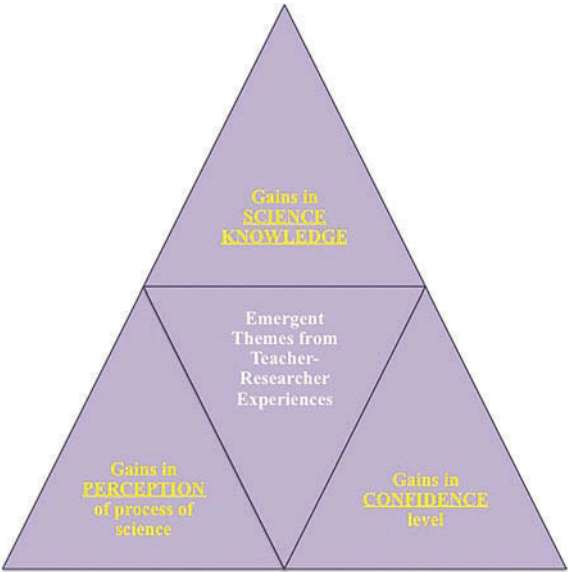 Gains in
SCIENCE
KNOWLEDGE
Emergent
Themes from
Teacher-
Researcher
Experiences
Gains in
PERCEPTION
of process of
science
Gains in
CONFIDENCE
level